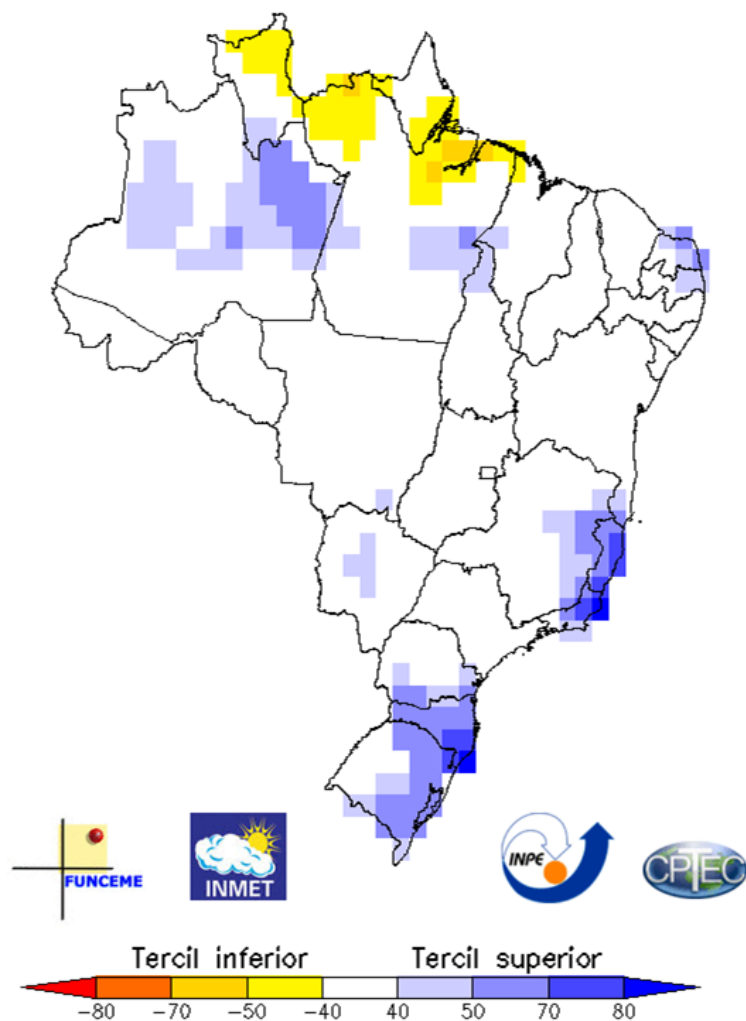 FUNCEME
INMET
INPE
CPTEC
Tercil inferior
Tercil superior
-80 -70 -50 -40 40 50 70 80